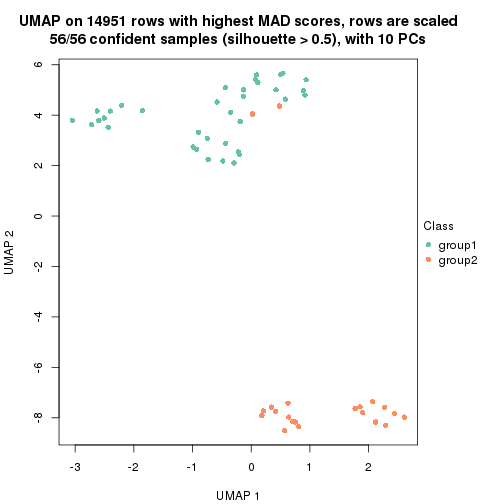 UMAP on 14951 rows with highest MAD scores, rows are scaled
56/56 confident samples (silhouette > 0.5), with 10 PCs
6
4
2
0
-2
-4
-6
-8
UMAP 2
-3
-2
-1
0
1
2
UMAP 1
Class
group1
group2